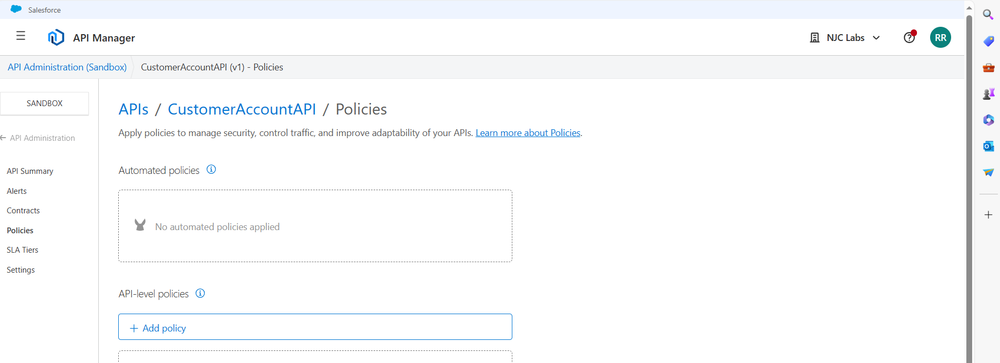 Salesforce
API Manager
NJC Labs
RR
API Administration (Sandbox)
CustomerAccountAPI (v1) - Policies
SANDBOX
API Administration
API Summary
Alerts
Contracts
Policies
SLA Tiers
Settings
APIs / CustomerAccountAPI / Policies
Apply policies to manage security, control traffic, and improve adaptability of your APIs. Learn more about Policies.
Automated policies
No automated policies applied
API-level policies
+ Add policy